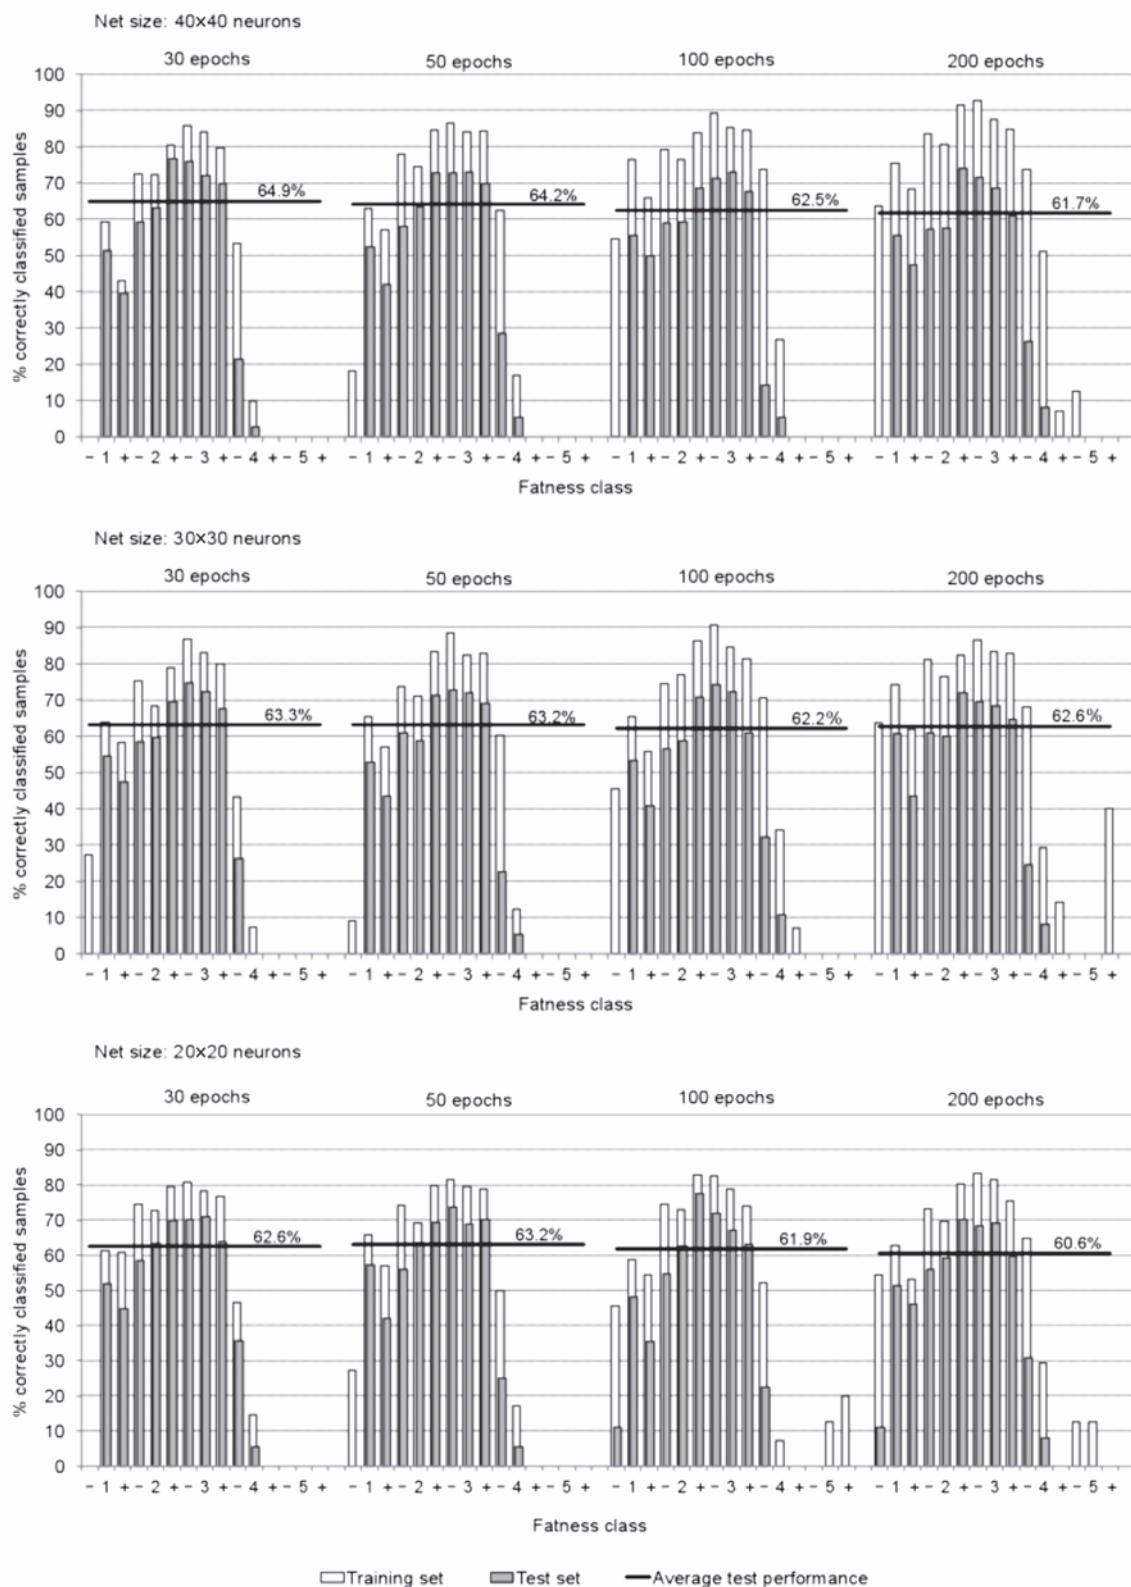 Net size: 40×40 neurons
30 epochs 50 epochs 100 epochs 200 epochs
% correctly classified samples
100
90
80
70
60
50
40
30
20
10
0
64.9% 64.2% 62.5% 61.7%
− 1 + − 2 + − 3 + − 4 + − 5 + − 1 + − 2 + − 3 + − 4 + − 5 + − 1 + − 2 + − 3 + − 4 + − 5 + − 1 + − 2 + − 3 + − 4 + − 5 +
Fatness class
Net size: 30×30 neurons
30 epochs 50 epochs 100 epochs 200 epochs
% correctly classified samples
100
90
80
70
60
50
40
30
20
10
0
63.3% 63.2% 62.2% 62.6%
− 1 + − 2 + − 3 + − 4 + − 5 + − 1 + − 2 + − 3 + − 4 + − 5 + − 1 + − 2 + − 3 + − 4 + − 5 + − 1 + − 2 + − 3 + − 4 + − 5 +
Fatness class
Net size: 20×20 neurons
30 epochs 50 epochs 100 epochs 200 epochs
% correctly classified samples
100
90
80
70
60
50
40
30
20
10
0
62.6% 63.2% 61.9% 60.6%
− 1 + − 2 + − 3 + − 4 + − 5 + − 1 + − 2 + − 3 + − 4 + − 5 + − 1 + − 2 + − 3 + − 4 + − 5 + − 1 + − 2 + − 3 + − 4 + − 5 +
Fatness class
Training set Test set Average test performance